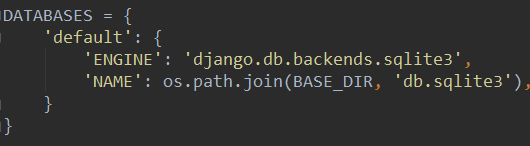 DATABASES = {
    'default': {
        'ENGINE': 'django.db.backends.sqlite3',
        'NAME': os.path.join(BASE_DIR, 'db.sqlite3'),
    }
}